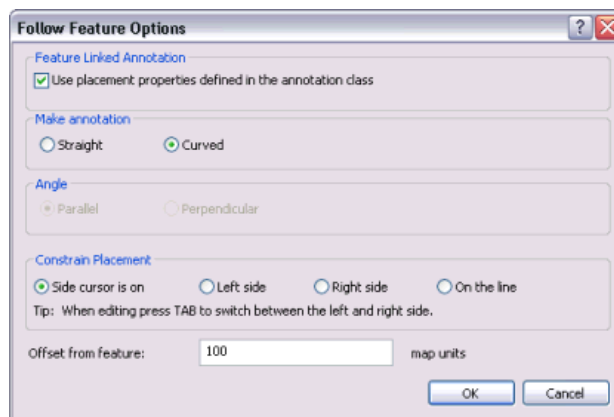 Follow Feature Options
Feature Linked Annotation
Use placement properties defined in the annotation class
Make annotation
Straight Curved
Angle
Parallel Perpendicular
Constrain Placement
Side cursor is on Left side Right side On the line
Tip: When editing press TAB to switch between the left and right side.
Offset from feature: 100 map units
OK Cancel